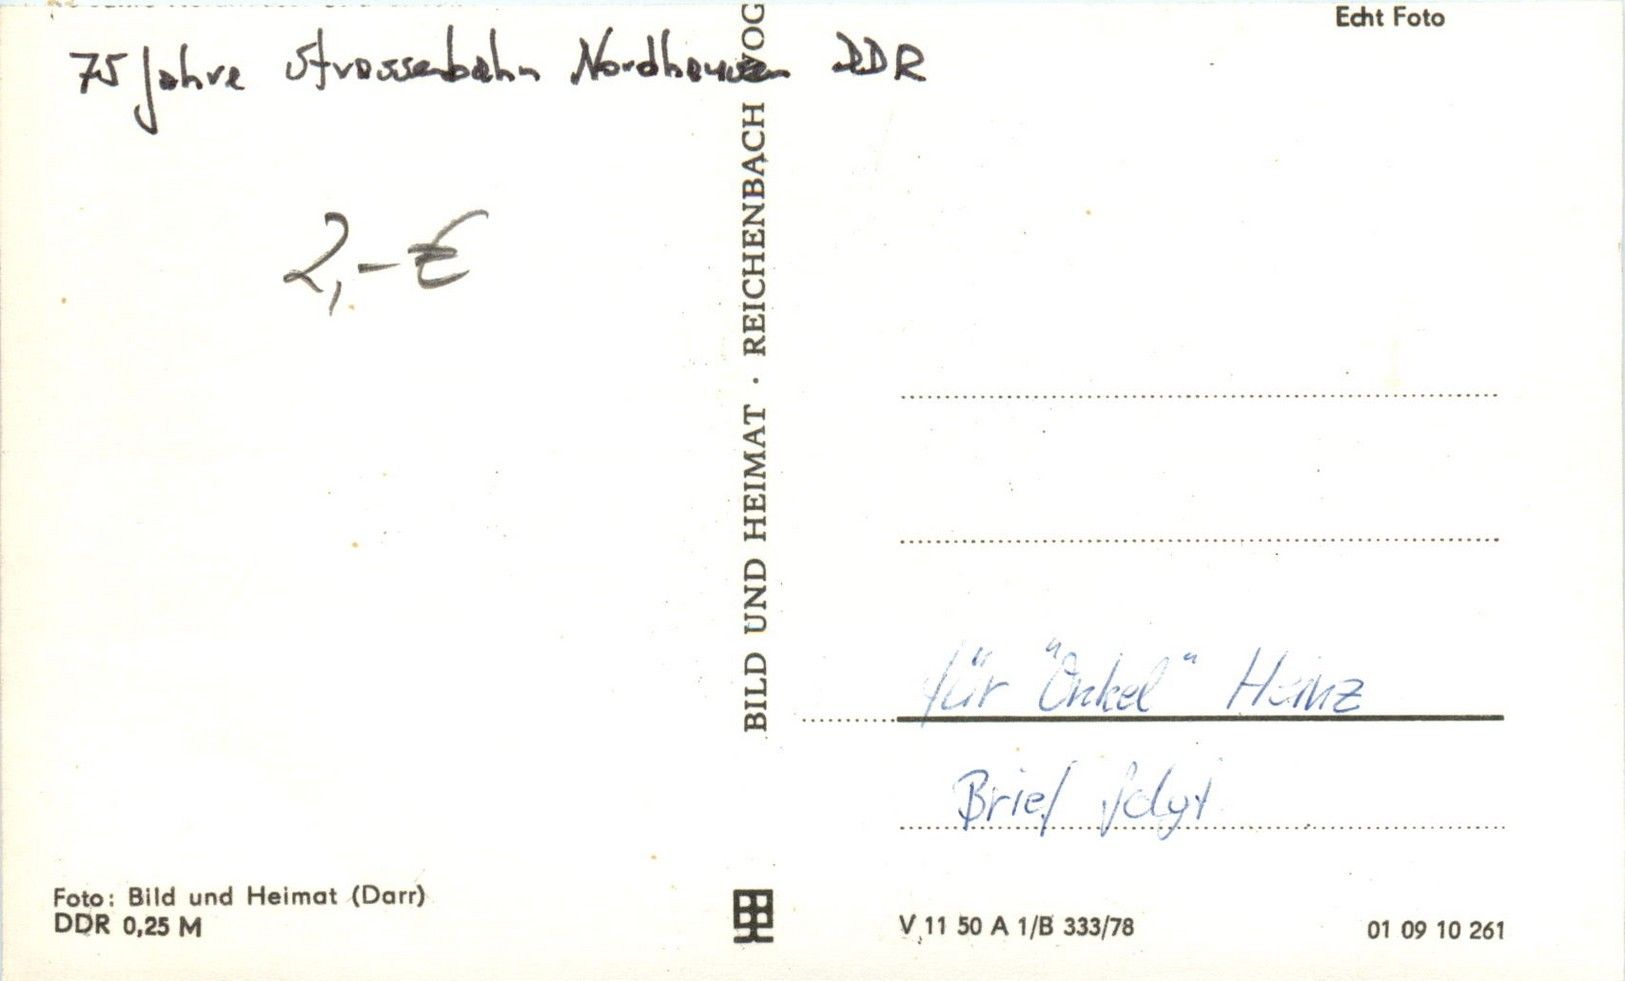 Echt Foto
75 Jahre Strassenbahn Nordhausen DDR
2,-€
BILD UND HEIMAT · REICHENBACH VOG
für "Onkel" Heinz
Brief folgt
Foto: Bild und Heimat (Darr)
DDR 0,25 M
V 11 50 A 1/B 333/78
01 09 10 261